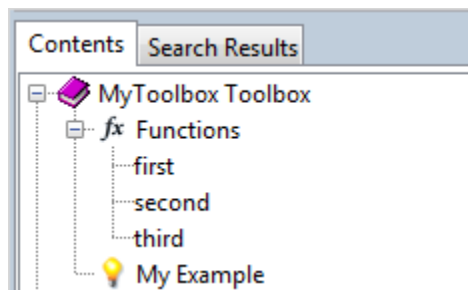 Contents Search Results
MyToolbox Toolbox
fx Functions
first
second
third
My Example